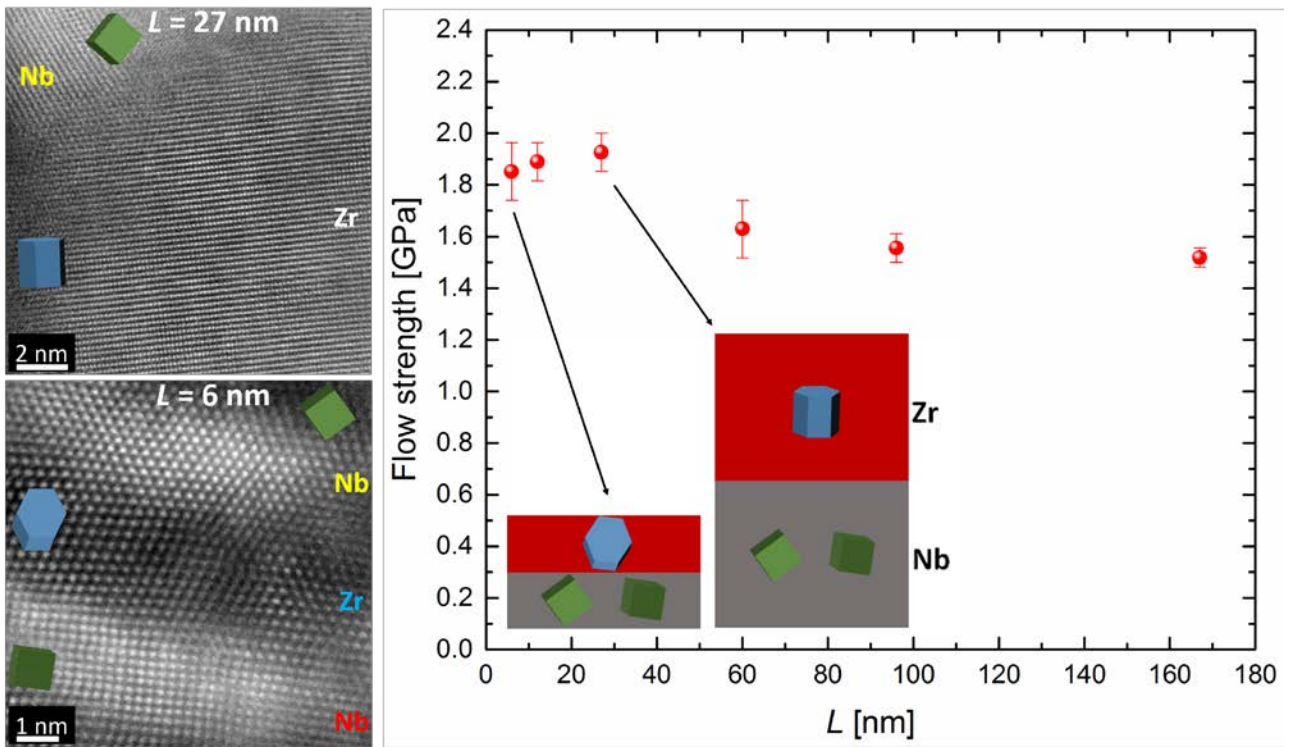 L = 27 nm
Nb
Zr
2 nm
L = 6 nm
Nb
Zr
Nb
1 nm
Flow strength [GPa]
2.4
2.2
2.0
1.8
1.6
1.4
1.2
1.0
0.8
0.6
0.4
0.2
0.0
Zr
Nb
0 20 40 60 80 100 120 140 160 180
L [nm]